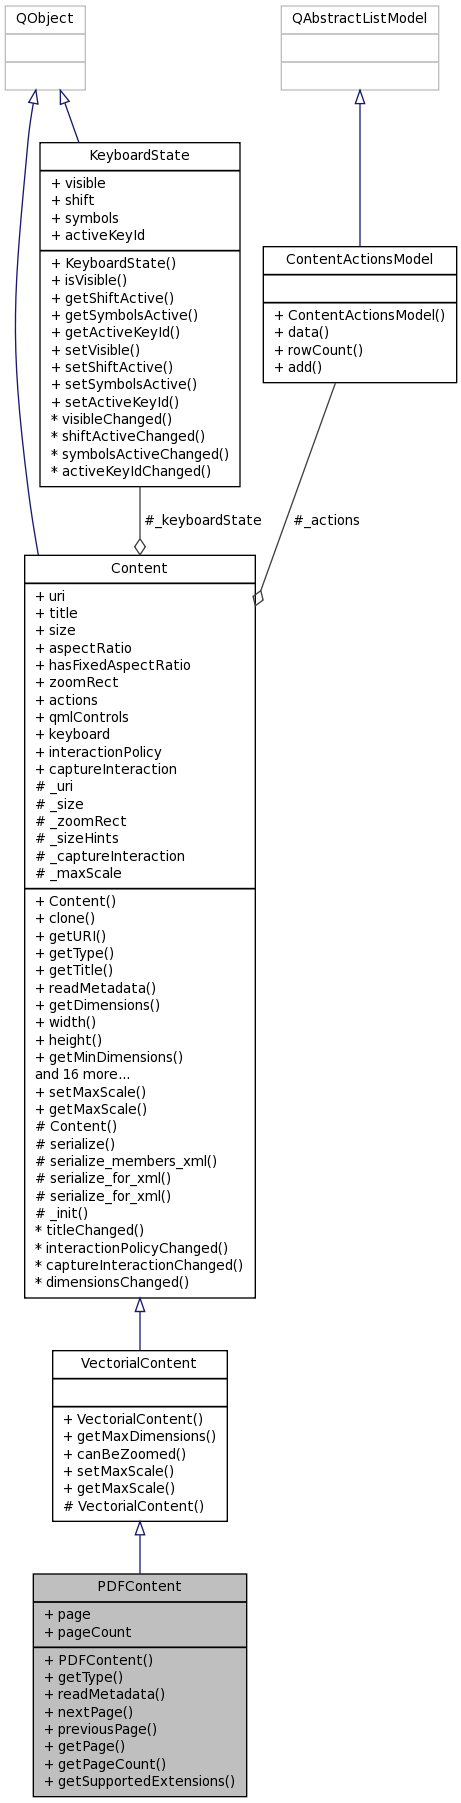 QObject
QAbstractListModel
KeyboardState
+ visible
+ shift
+ symbols
+ activeKeyId
+ KeyboardState()
+ isVisible()
+ getShiftActive()
+ getSymbolsActive()
+ getActiveKeyId()
+ setVisible()
+ setShiftActive()
+ setSymbolsActive()
+ setActiveKeyId()
* visibleChanged()
* shiftActiveChanged()
* symbolsActiveChanged()
* activeKeyIdChanged()
ContentActionsModel
+ ContentActionsModel()
+ data()
+ rowCount()
+ add()
#_keyboardState
#_actions
Content
+ uri
+ title
+ size
+ aspectRatio
+ hasFixedAspectRatio
+ zoomRect
+ actions
+ qmlControls
+ keyboard
+ interactionPolicy
+ captureInteraction
# _uri
# _size
# _zoomRect
# _sizeHints
# _captureInteraction
# _maxScale
+ Content()
+ clone()
+ getURI()
+ getType()
+ getTitle()
+ readMetadata()
+ getDimensions()
+ width()
+ height()
+ getMinDimensions()
and 16 more...
+ setMaxScale()
+ getMaxScale()
# Content()
# serialize()
# serialize_members_xml()
# serialize_for_xml()
# serialize_for_xml()
# _init()
* titleChanged()
* interactionPolicyChanged()
* captureInteractionChanged()
* dimensionsChanged()
VectorialContent
+ VectorialContent()
+ getMaxDimensions()
+ canBeZoomed()
+ setMaxScale()
+ getMaxScale()
# VectorialContent()
PDFContent
+ page
+ pageCount
+ PDFContent()
+ getType()
+ readMetadata()
+ nextPage()
+ previousPage()
+ getPage()
+ getPageCount()
+ getSupportedExtensions()